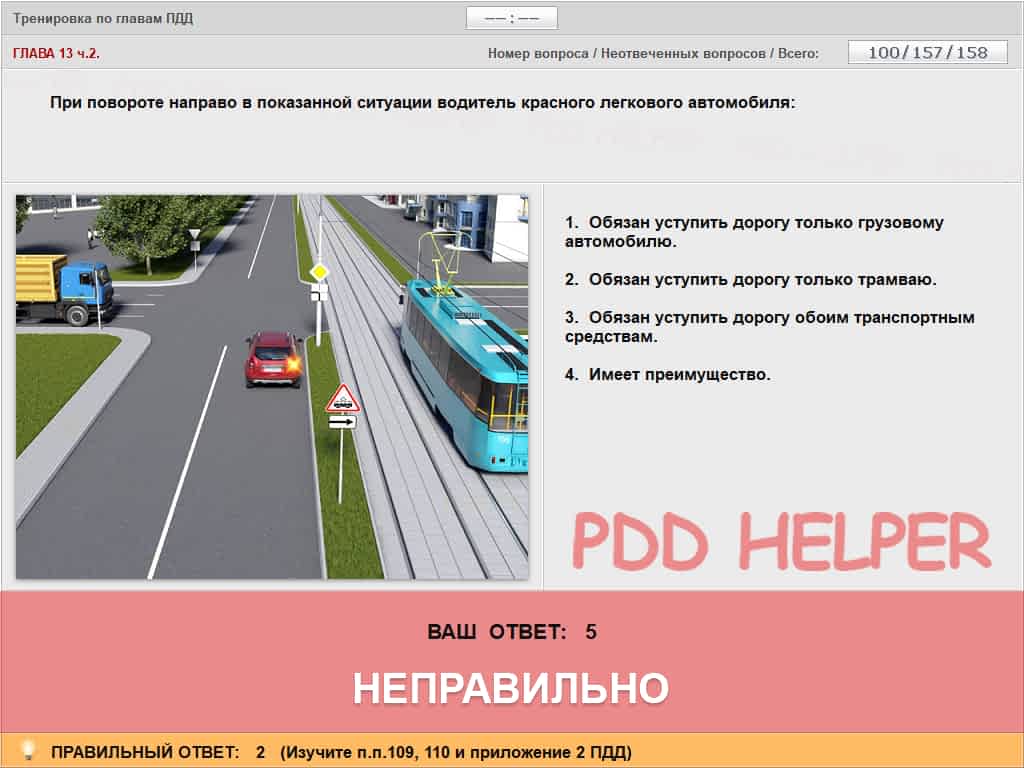 Тренировка по главам ПДД
—— : ——
ГЛАВА 13 ч.2.
Номер вопроса / Неотвеченных вопросов / Всего:
100/157/158
При повороте направо в показанной ситуации водитель красного легкового автомобиля:
1. Обязан уступить дорогу только грузовому
автомобилю.
2. Обязан уступить дорогу только трамваю.
3. Обязан уступить дорогу обоим транспортным
средствам.
4. Имеет преимущество.
PDD HELPER
ВАШ ОТВЕТ: 5
НЕПРАВИЛЬНО
ПРАВИЛЬНЫЙ ОТВЕТ: 2 (Изучите п.п.109, 110 и приложение 2 ПДД)